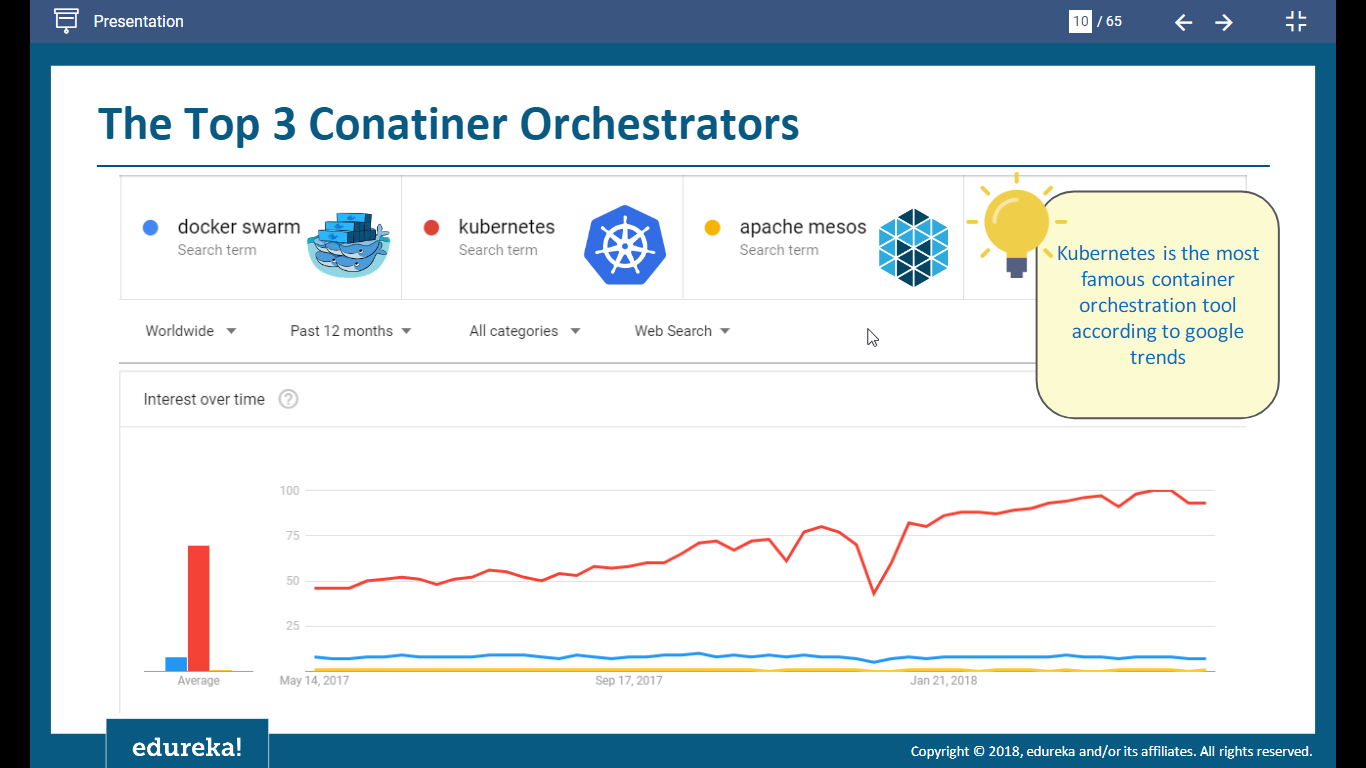 Presentation
10 / 65
The Top 3 Conatiner Orchestrators
docker swarm
Search term
kubernetes
Search term
apache mesos
Search term
Kubernetes is the most
famous container
orchestration tool
according to google
trends
Worldwide
Past 12 months
All categories
Web Search
Interest over time
?
100
75
50
25
Average
May 14, 2017
Sep 17, 2017
Jan 21, 2018
edureka!
Copyright © 2018, edureka and/or its affiliates. All rights reserved.